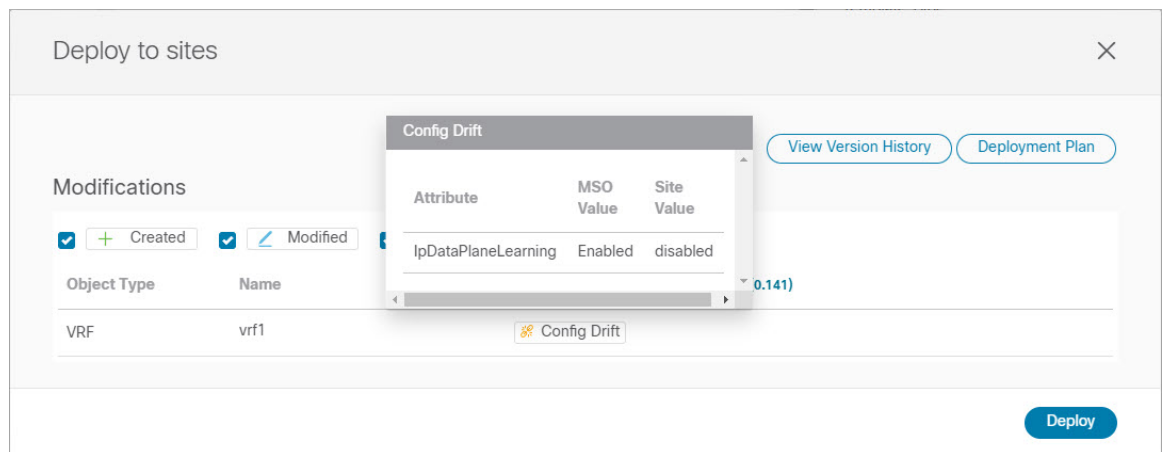 Deploy to sites
Config Drift
View Version History
Deployment Plan
Attribute
MSO Value
Site Value
IpDataPlaneLearning
Enabled
disabled
Modifications
Created
Modified
Object Type
Name
0.141)
VRF
vrf1
Config Drift
Deploy